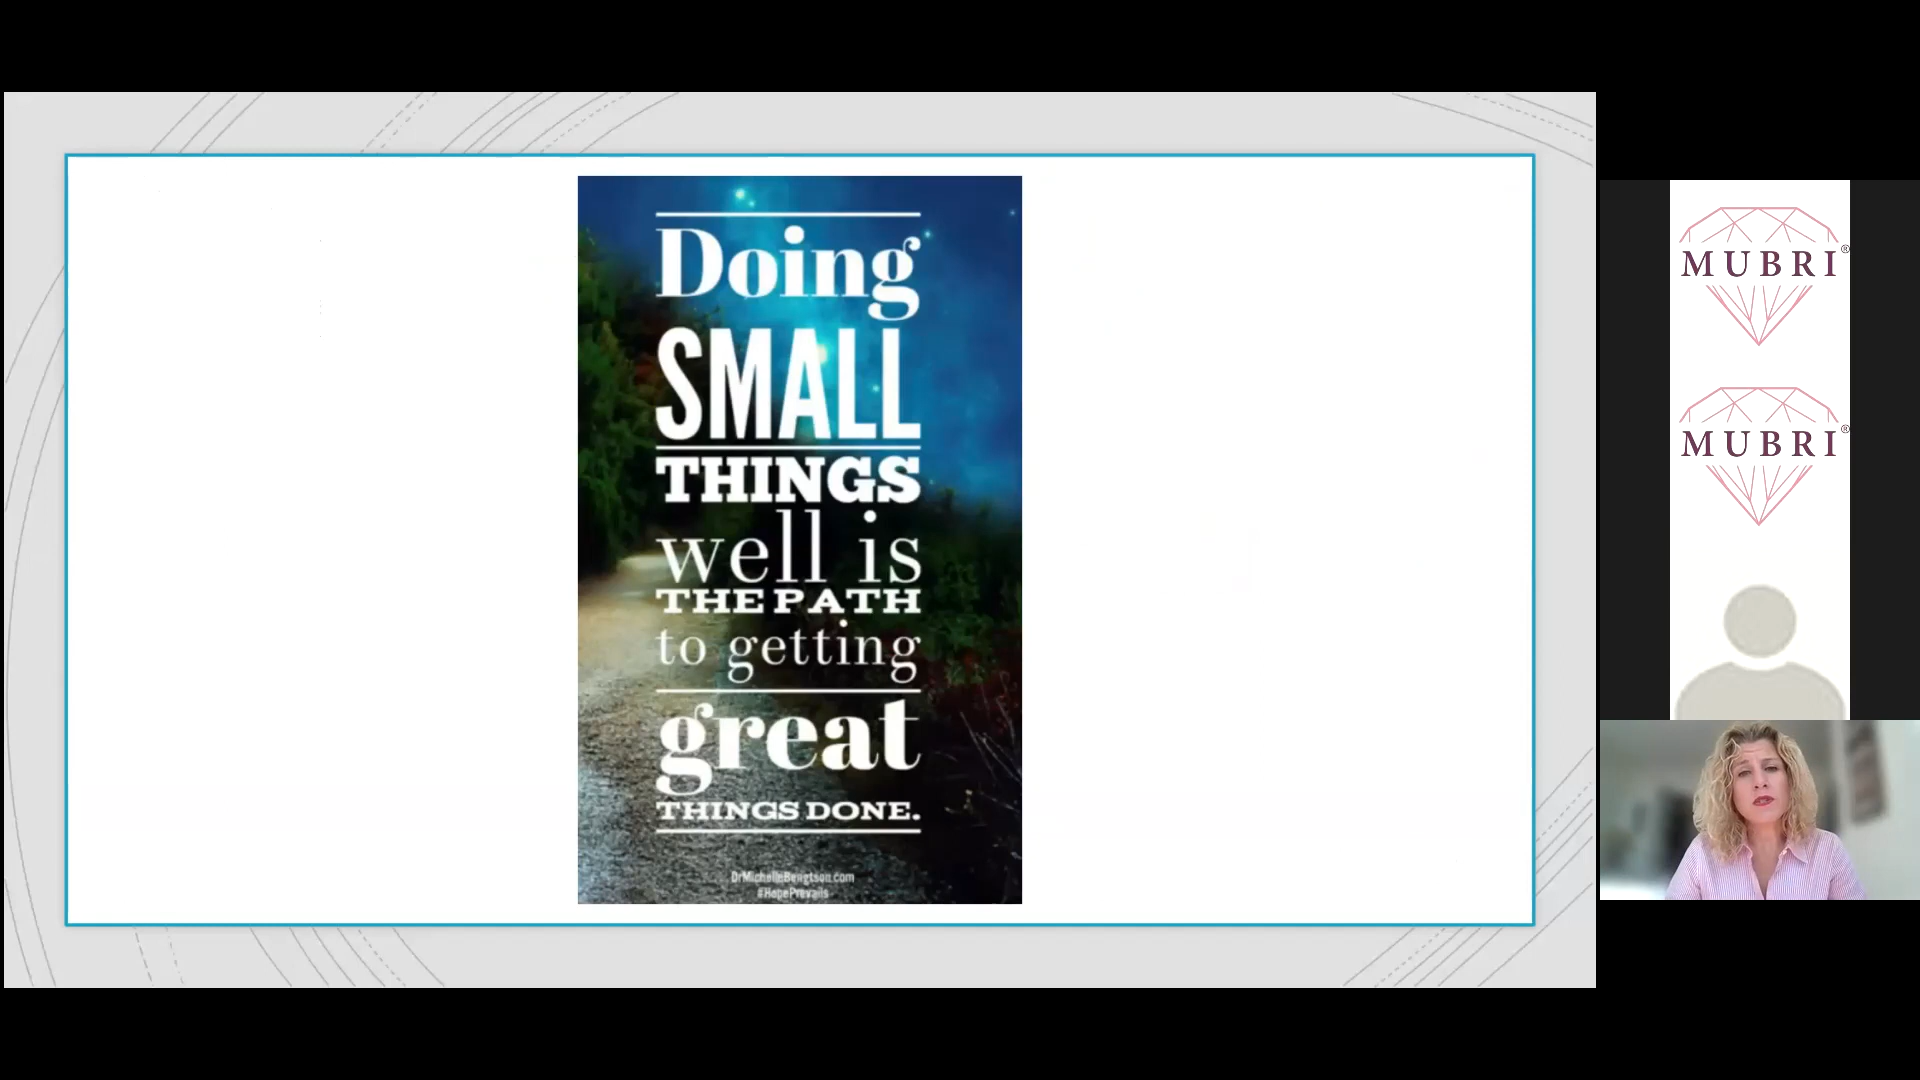 Doing
SMALL
THINGS
well is
THE PATH
to getting
great
THINGS DONE.
DrMichelleBengtson.com
#HopePrevails
MUBRI®
MUBRI®